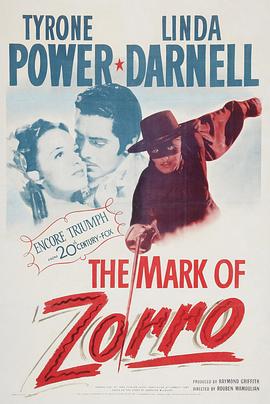 TYRONE
POWER
LINDA
DARNELL
ENCORE TRIUMPH
FROM 20TH CENTURY-FOX
THE MARK OF
ZORRO
PRODUCED BY RAYMOND GRIFFITH
DIRECTED BY ROUBEN MAMOULIAN